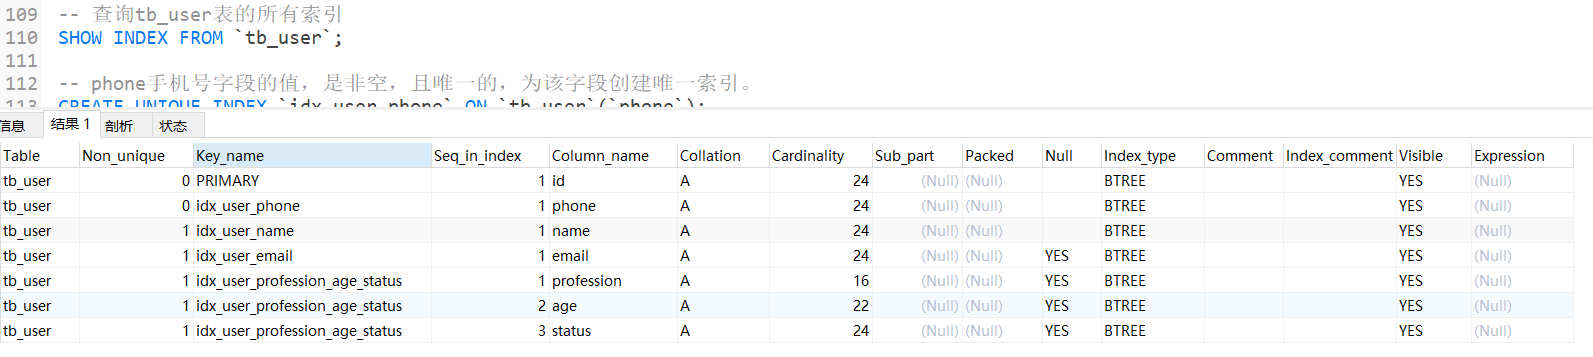 109 -- 查询tb_user表的所有索引
110 SHOW INDEX FROM `tb_user`;
111
112 -- phone手机号字段的值，是非空，且唯一的，为该字段创建唯一索引。
113 CREATE UNIQUE INDEX `idx_user_phone` ON `tb_user`(`phone`);
信息 结果 1 剖析 状态
Table Non_unique Key_name Seq_in_index Column_name Collation Cardinality Sub_part Packed Null Index_type Comment Index_comment Visible Expression
tb_user 0 PRIMARY 1 id A 24 (Null) (Null) BTREE YES (Null)
tb_user 0 idx_user_phone 1 phone A 24 (Null) (Null) BTREE YES (Null)
tb_user 1 idx_user_name 1 name A 24 (Null) (Null) BTREE YES (Null)
tb_user 1 idx_user_email 1 email A 24 (Null) (Null) YES BTREE YES (Null)
tb_user 1 idx_user_profession_age_status 1 profession A 16 (Null) (Null) YES BTREE YES (Null)
tb_user 1 idx_user_profession_age_status 2 age A 22 (Null) (Null) YES BTREE YES (Null)
tb_user 1 idx_user_profession_age_status 3 status A 24 (Null) (Null) YES BTREE YES (Null)